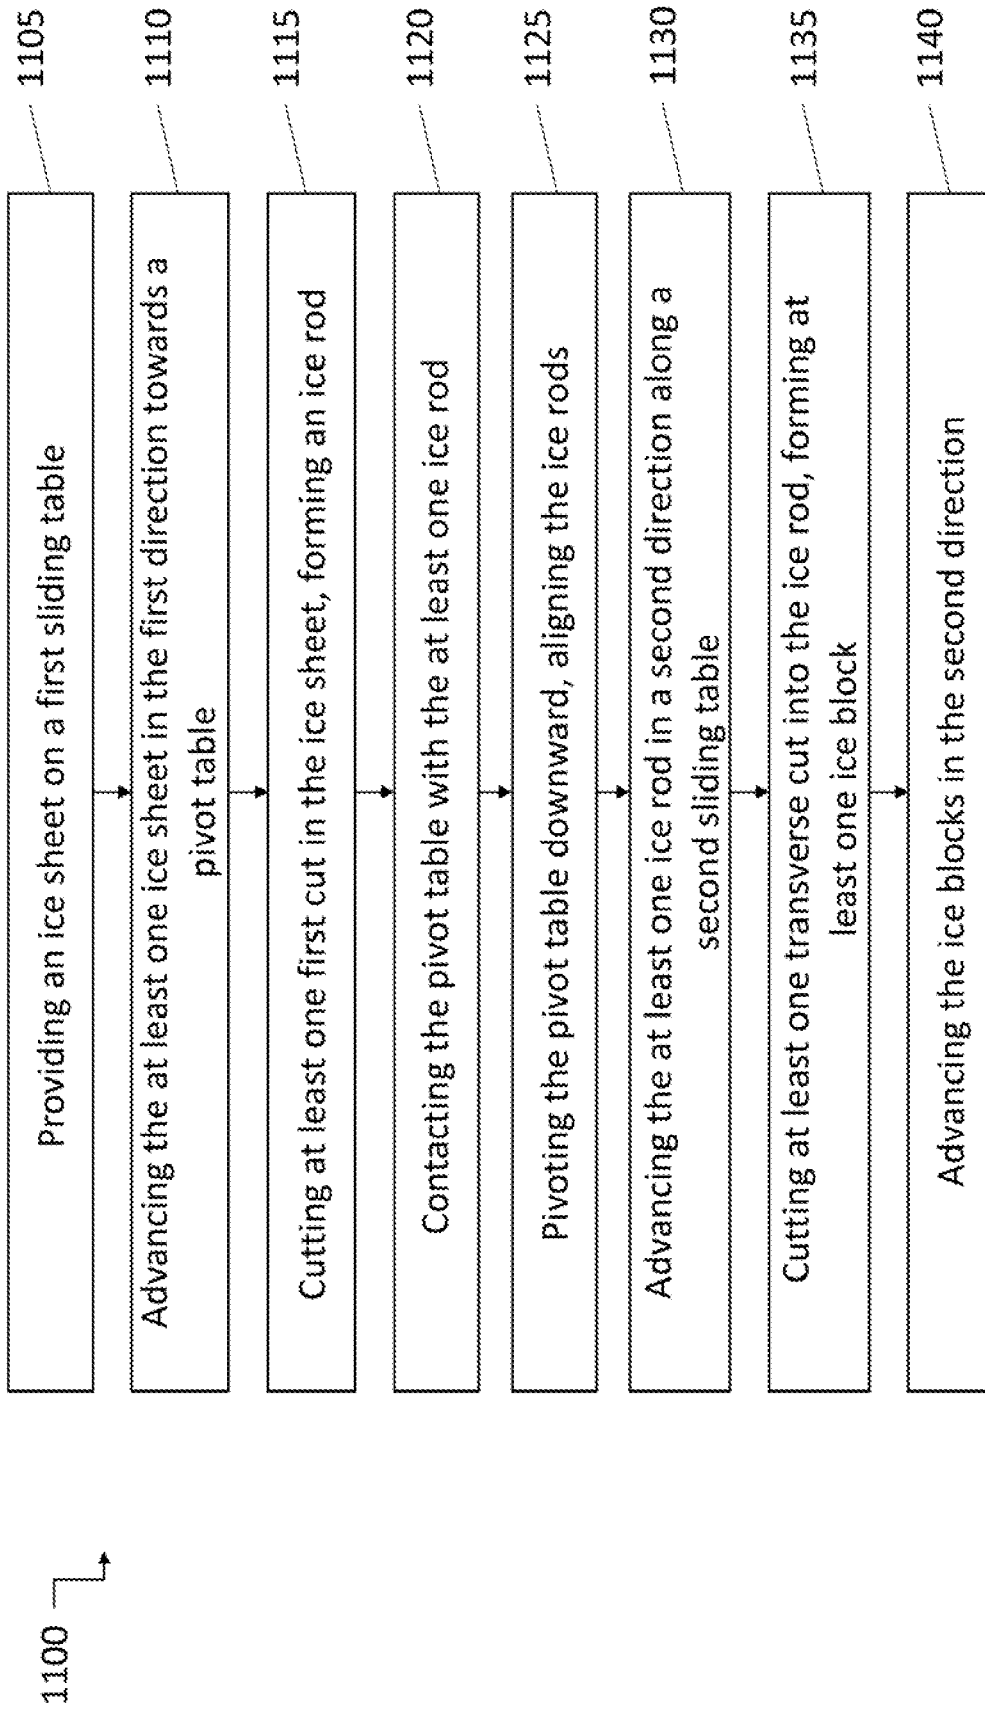 1100
Providing an ice sheet on a first sliding table
1105
Advancing the at least one ice sheet in the first direction towards a
pivot table
1110
Cutting at least one first cut in the ice sheet, forming an ice rod
1115
Contacting the pivot table with the at least one ice rod
1120
Pivoting the pivot table downward, aligning the ice rods
1125
Advancing the at least one ice rod in a second direction along a
second sliding table
1130
Cutting at least one transverse cut into the ice rod, forming at
least one ice block
1135
Advancing the ice blocks in the second direction
1140